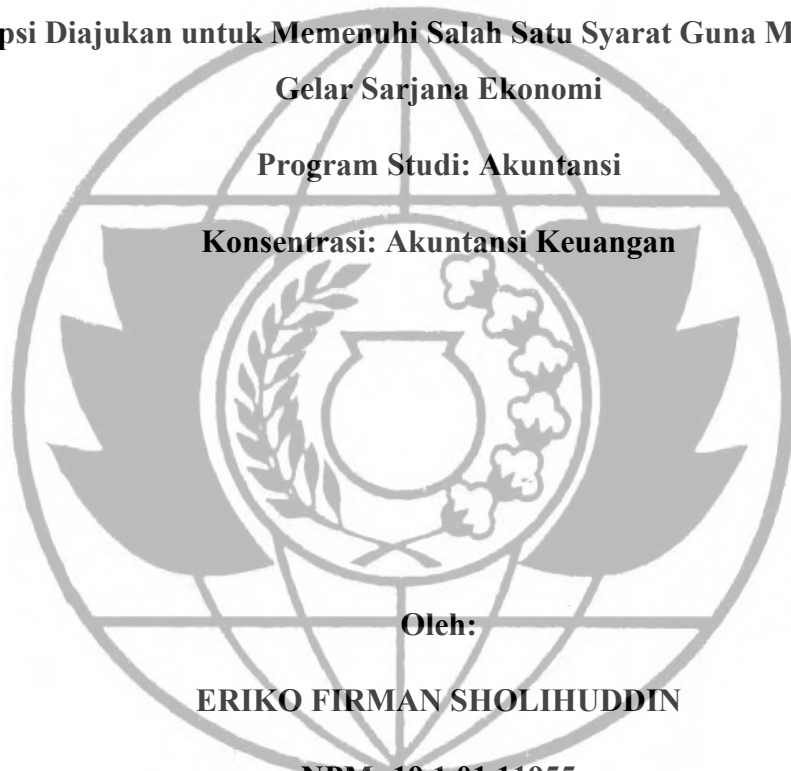 psi Diajukan untuk Memenuhi Salah Satu Syarat Guna M
Gelar Sarjana Ekonomi
Program Studi: Akuntansi
Konsentrasi: Akuntansi Keuangan
Oleh:
ERIKO FIRMAN SHOLIHUDDIN